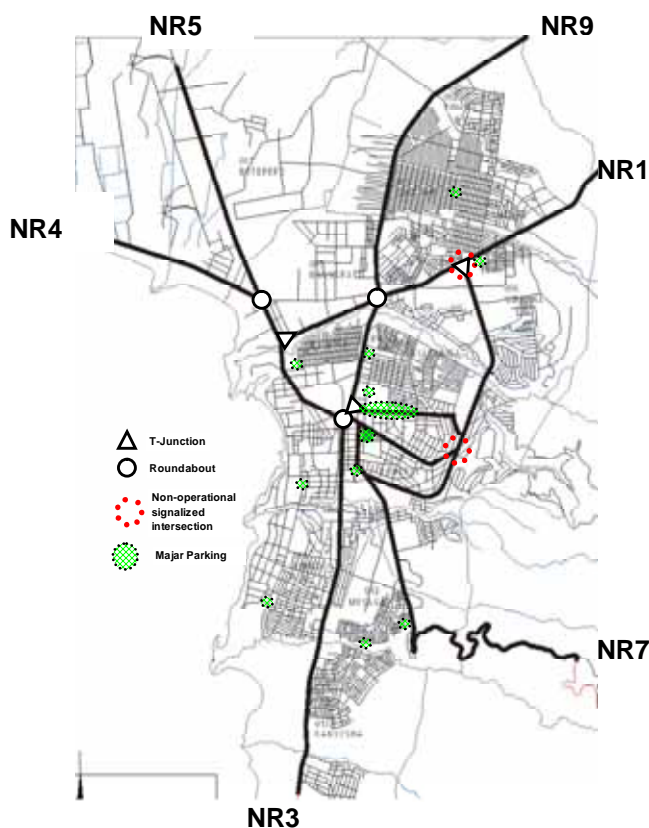 NR5
NR9
NR1
NR4
T-Junction
Roundabout
Non-operational
signalized
intersection
Majar Parking
NR7
NR3